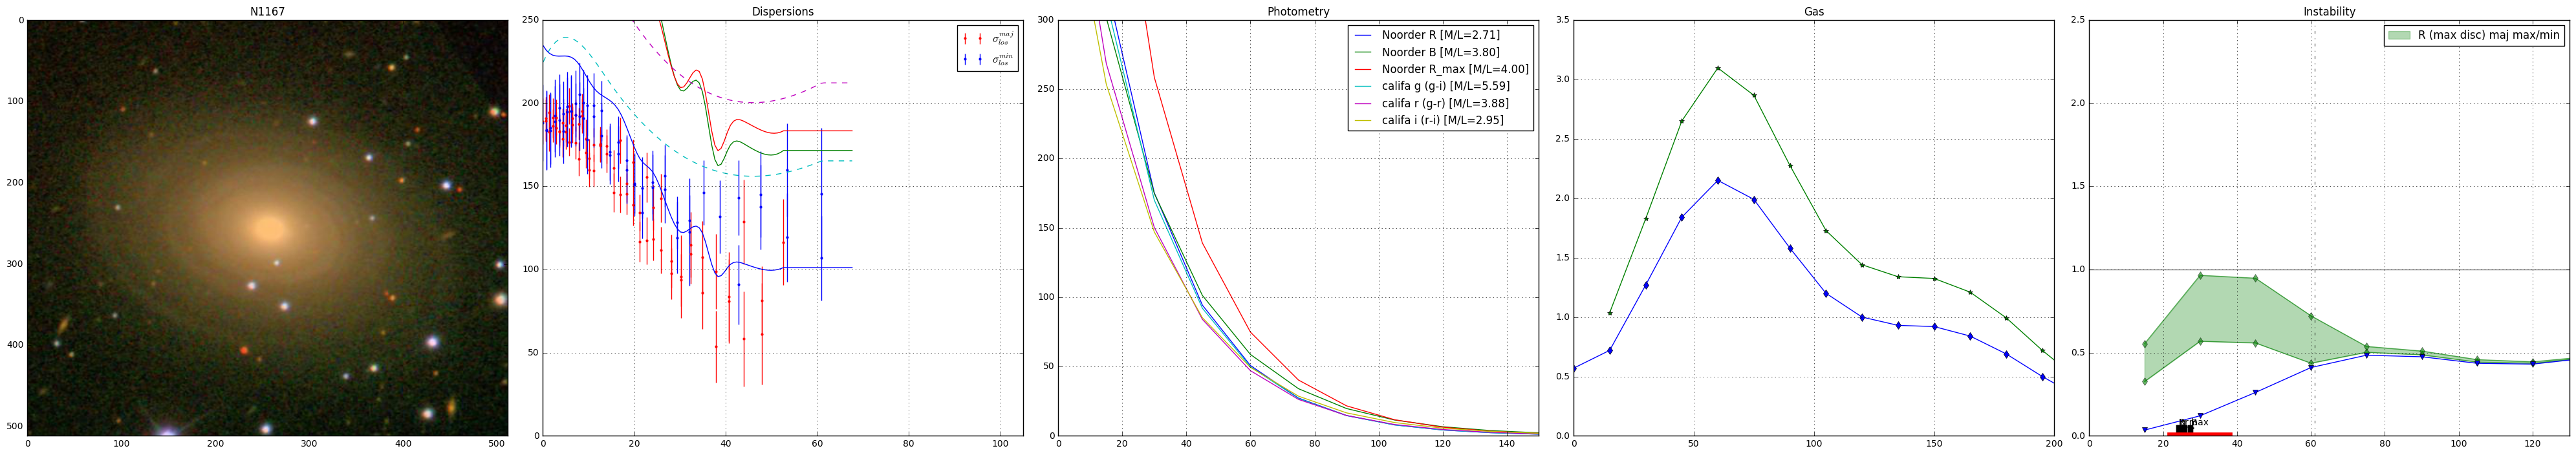 N1167
0
100
200
300
400
500
0 100 200 300 400 500
Dispersions
250
200
150
100
50
0
0 20 40 60 80 100
σ_los^maj
σ_los^min
Photometry
300
250
200
150
100
50
0
0 20 40 60 80 100 120 140
Noorder R [M/L=2.71]
Noorder B [M/L=3.80]
Noorder R_max [M/L=4.00]
califa g (g-i) [M/L=5.59]
califa r (g-r) [M/L=3.88]
califa i (r-i) [M/L=2.95]
Gas
3.5
3.0
2.5
2.0
1.5
1.0
0.5
0.0
0 50 100 150 200
Instability
2.5
2.0
1.5
1.0
0.5
0.0
0 20 40 60 80 100 120
R (max disc) maj max/min